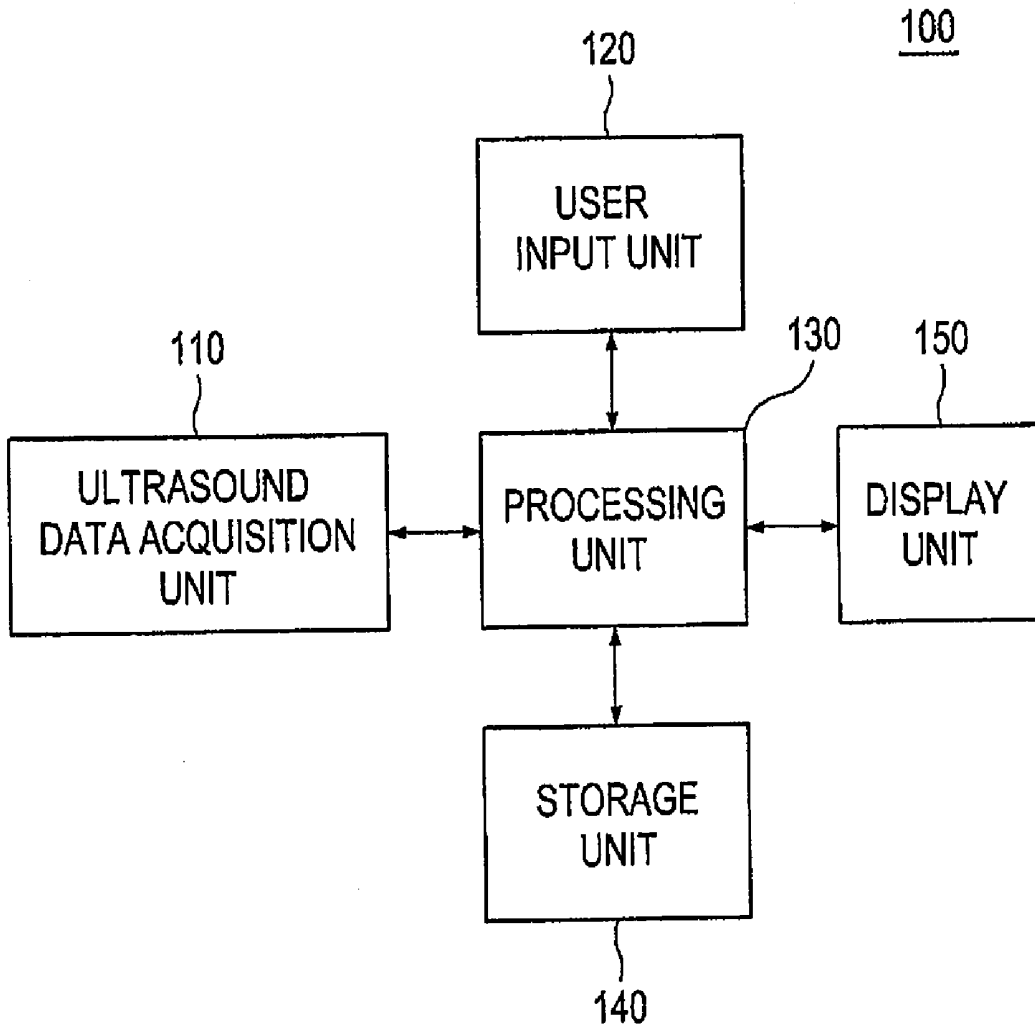 100
120
USER
INPUT UNIT
110
130
150
ULTRASOUND
DATA ACQUISITION
UNIT
PROCESSING
UNIT
DISPLAY
UNIT
STORAGE
UNIT
140